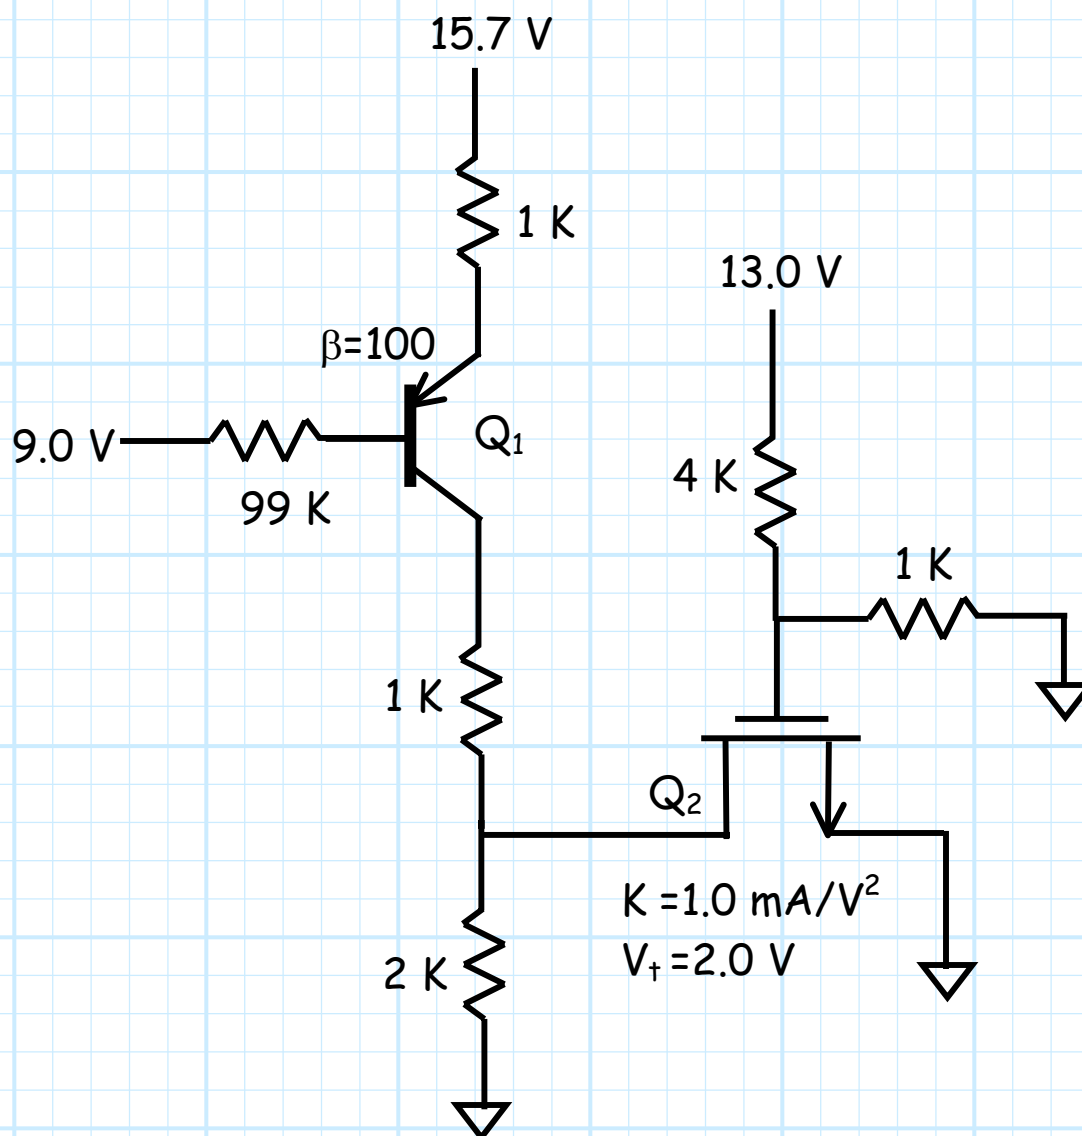 15.7 V
1 K
13.0 V
β=100
Q₁
9.0 V
4 K
99 K
1 K
1 K
Q₂
K =1.0 mA/V²
Vₜ =2.0 V
2 K